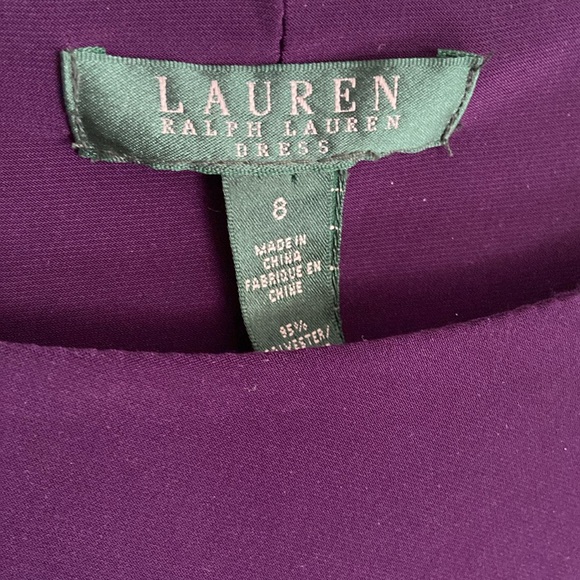 LAUREN
RALPH LAUREN
DRESS
8
MADE IN
CHINA
FABRIQUE EN
CHINE
95%